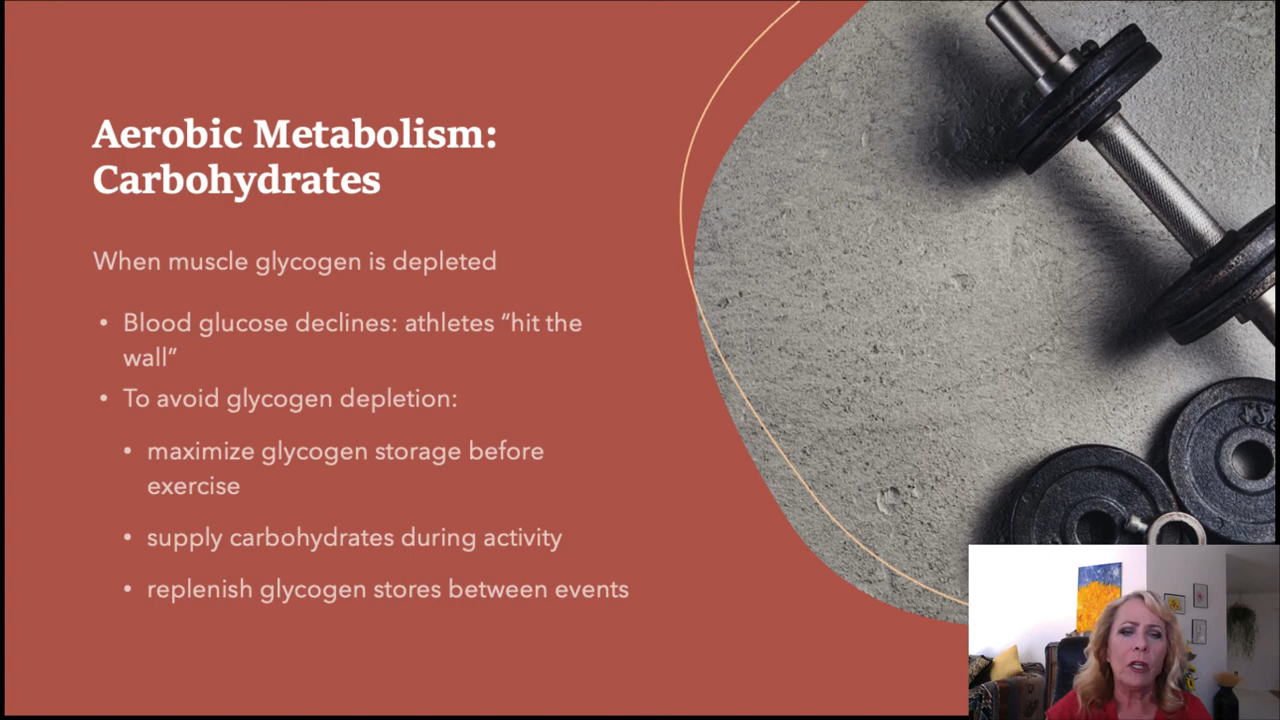 Aerobic Metabolism:
Carbohydrates
When muscle glycogen is depleted
• Blood glucose declines: athletes “hit the
wall”
• To avoid glycogen depletion:
• maximize glycogen storage before
exercise
• supply carbohydrates during activity
• replenish glycogen stores between events